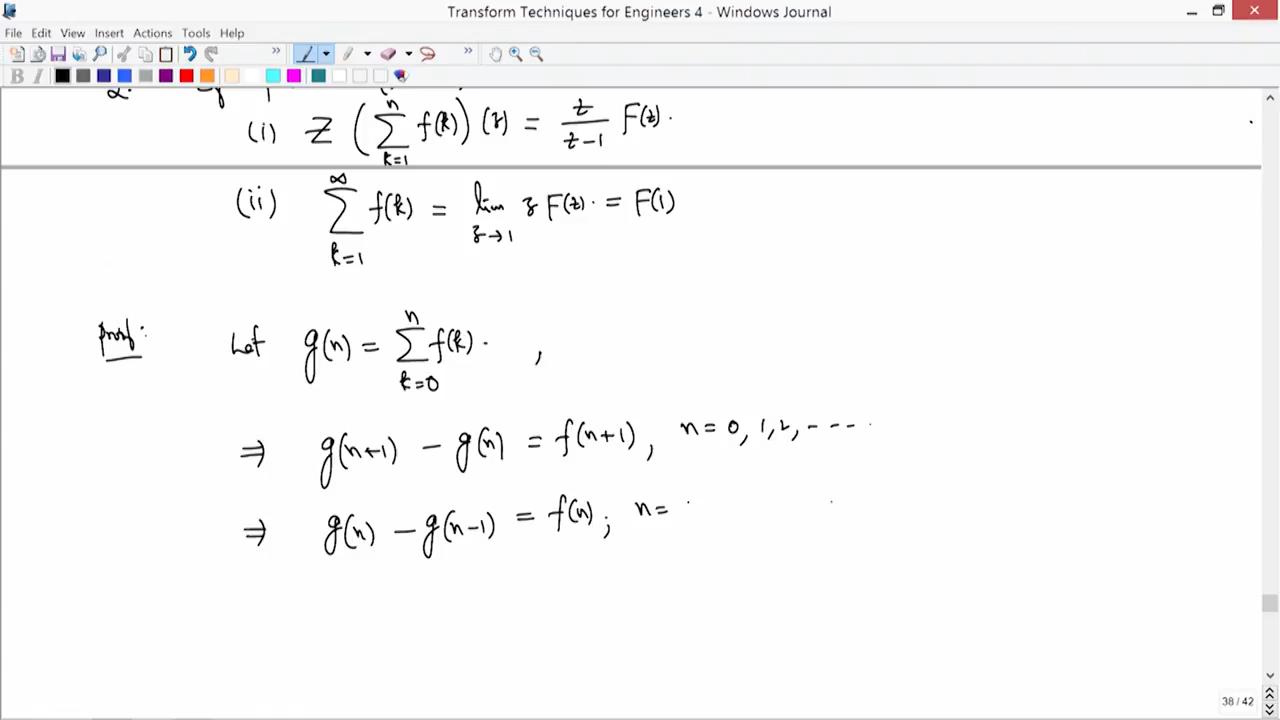 Transform Techniques for Engineers 4 - Windows Journal
File Edit View Insert Actions Tools Help
2.
(i) Z (∑_{k=1}^{n} f(k)) (z) = z/(z-1) F(z).
(ii) ∑_{k=1}^{∞} f(k) = lim_{z→1} z F(z). = F(1)
Proof: Let g(n) = ∑_{k=0}^{n} f(k). ,
⇒ g(n+1) - g(n) = f(n+1), n = 0, 1, 2, -----
⇒ g(n) - g(n-1) = f(n); n =
38 / 42